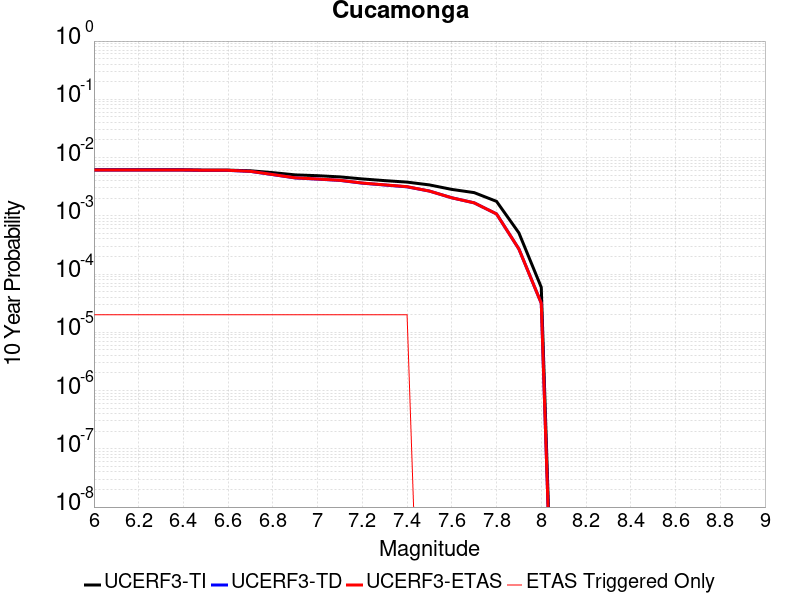 Cucamonga
10 Year Probability
10^0
10^-1
10^-2
10^-3
10^-4
10^-5
10^-6
10^-7
10^-8
6 6.2 6.4 6.6 6.8 7 7.2 7.4 7.6 7.8 8 8.2 8.4 8.6 8.8 9
Magnitude
UCERF3-TI UCERF3-TD UCERF3-ETAS ETAS Triggered Only